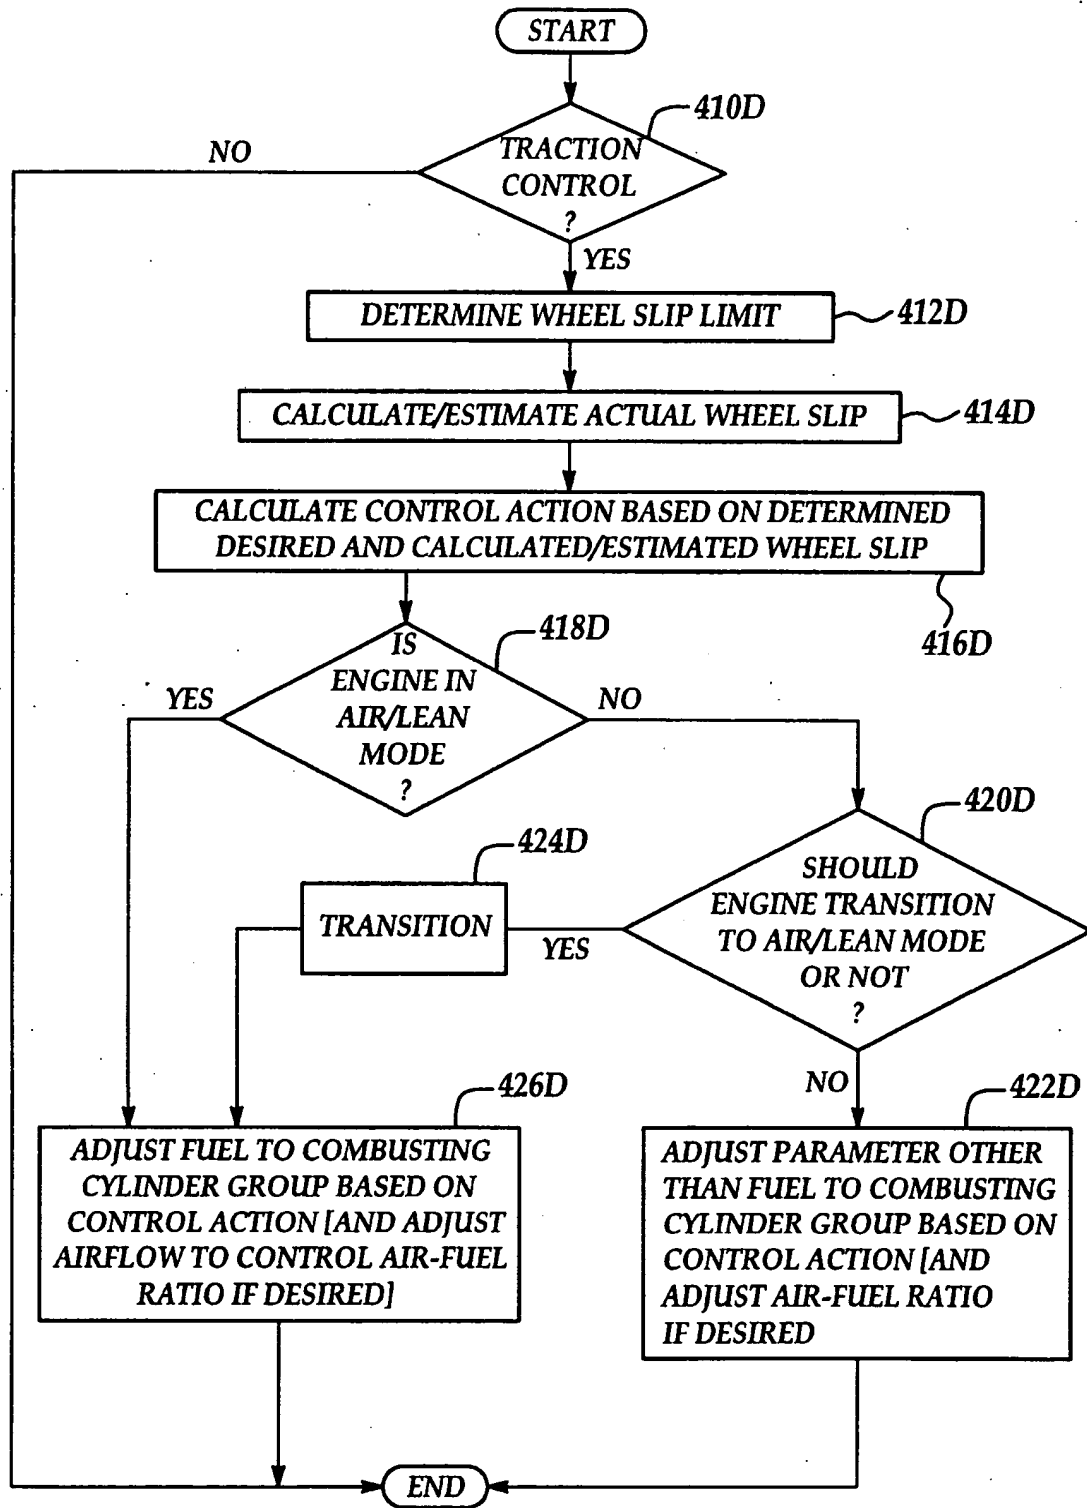 START
410D
NO
TRACTION
CONTROL
?
YES
DETERMINE WHEEL SLIP LIMIT
412D
CALCULATE/ESTIMATE ACTUAL WHEEL SLIP
414D
CALCULATE CONTROL ACTION BASED ON DETERMINED
DESIRED AND CALCULATED/ESTIMATED WHEEL SLIP
416D
418D
IS
ENGINE IN
AIR/LEAN
MODE
?
YES
NO
420D
424D
SHOULD
ENGINE TRANSITION
TO AIR/LEAN MODE
OR NOT
?
TRANSITION
YES
NO
426D
422D
ADJUST FUEL TO COMBUSTING
CYLINDER GROUP BASED ON
CONTROL ACTION [AND ADJUST
AIRFLOW TO CONTROL AIR-FUEL
RATIO IF DESIRED]
ADJUST PARAMETER OTHER
THAN FUEL TO COMBUSTING
CYLINDER GROUP BASED ON
CONTROL ACTION [AND
ADJUST AIR-FUEL RATIO
IF DESIRED
END